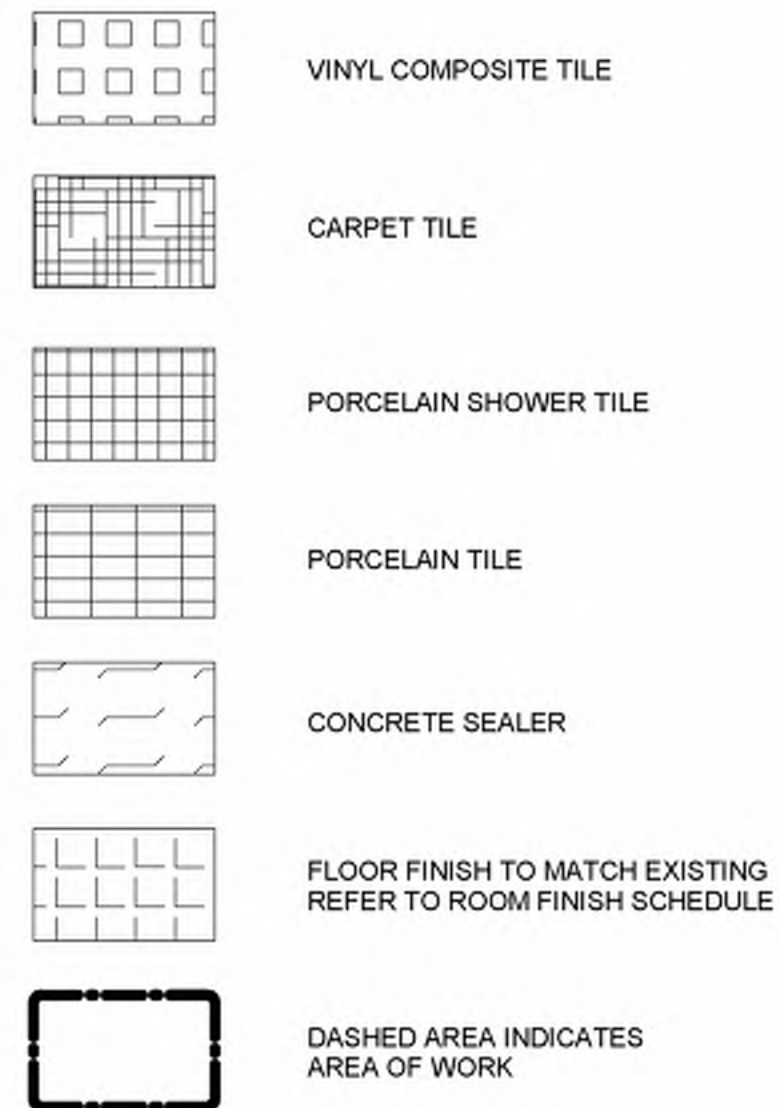 VINYL COMPOSITE TILE
CARPET TILE
PORCELAIN SHOWER TILE
PORCELAIN TILE
CONCRETE SEALER
FLOOR FINISH TO MATCH EXISTING
REFER TO ROOM FINISH SCHEDULE
DASHED AREA INDICATES
AREA OF WORK